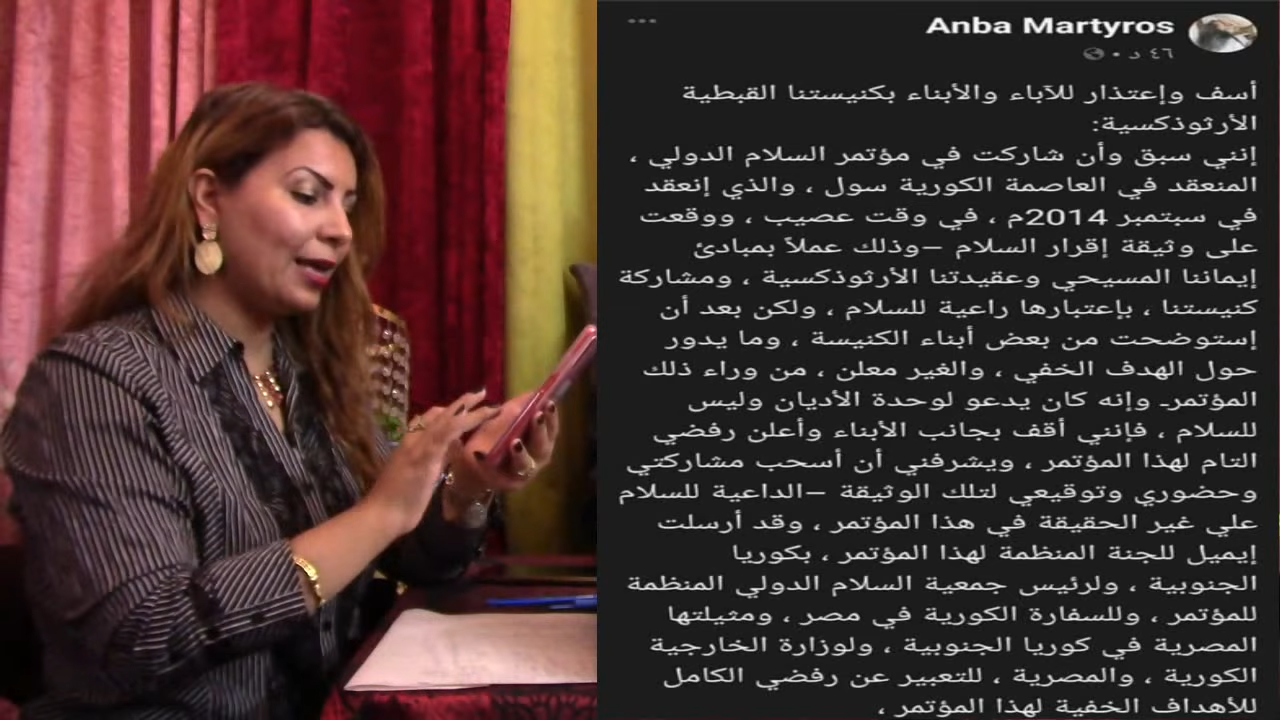 Anba Martyros
٤٦ د •
أسف وإعتذار للآباء والأبناء بكنيستنا القبطية
الأرثوذكسية:
إنني سبق وأن شاركت في مؤتمر السلام الدولي ،
المنعقد في العاصمة الكورية سول ، والذي إنعقد
في سبتمبر 2014م ، في وقت عصيب ، ووقعت
على وثيقة إقرار السلام –وذلك عملاً بمبادئ
إيماننا المسيحي وعقيدتنا الأرثوذكسية ، ومشاركة
كنيستنا ، بإعتبارها راعية للسلام ، ولكن بعد أن
إستوضحت من بعض أبناء الكنيسة ، وما يدور
حول الهدف الخفي ، والغير معلن ، من وراء ذلك
المؤتمرـ وإنه كان يدعو لوحدة الأديان وليس
للسلام ، فإنني أقف بجانب الأبناء وأعلن رفضي
التام لهذا المؤتمر ، ويشرفني أن أسحب مشاركتي
وحضوري وتوقيعي لتلك الوثيقة –الداعية للسلام
علي غير الحقيقة في هذا المؤتمر ، وقد أرسلت
إيميل للجنة المنظمة لهذا المؤتمر ، بكوريا
الجنوبية ، ولرئيس جمعية السلام الدولي المنظمة
للمؤتمر ، وللسفارة الكورية في مصر ، ومثيلتها
المصرية في كوريا الجنوبية ، ولوزارة الخارجية
الكورية ، والمصرية ، للتعبير عن رفضي الكامل
للأهداف الخفية لهذا المؤتمر ،